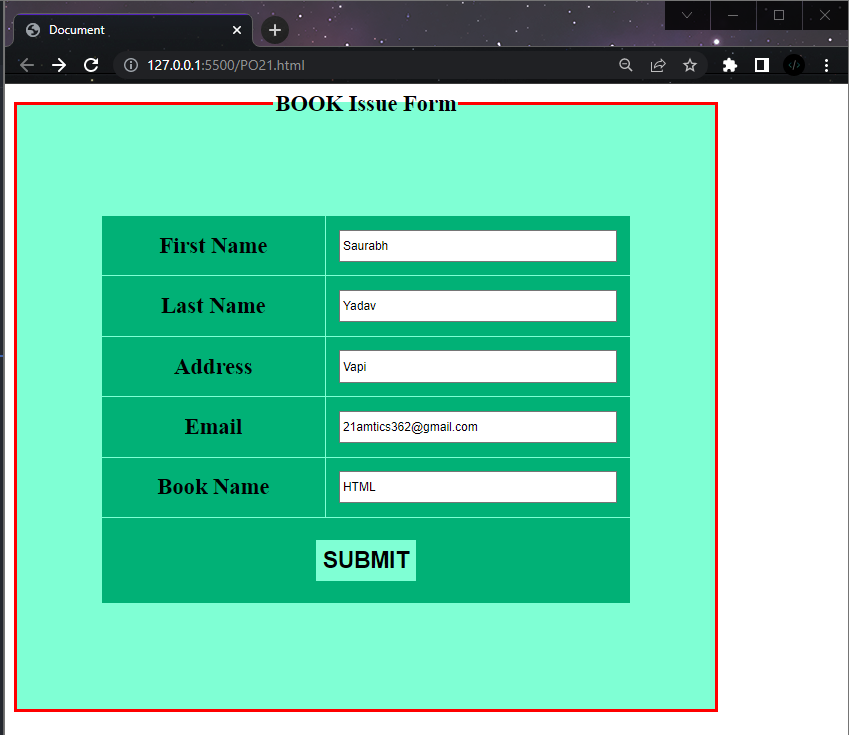 Document
127.0.0.1:5500/PO21.html
BOOK Issue Form
First Name Saurabh
Last Name Yadav
Address Vapi
Email 21amtics362@gmail.com
Book Name HTML
SUBMIT